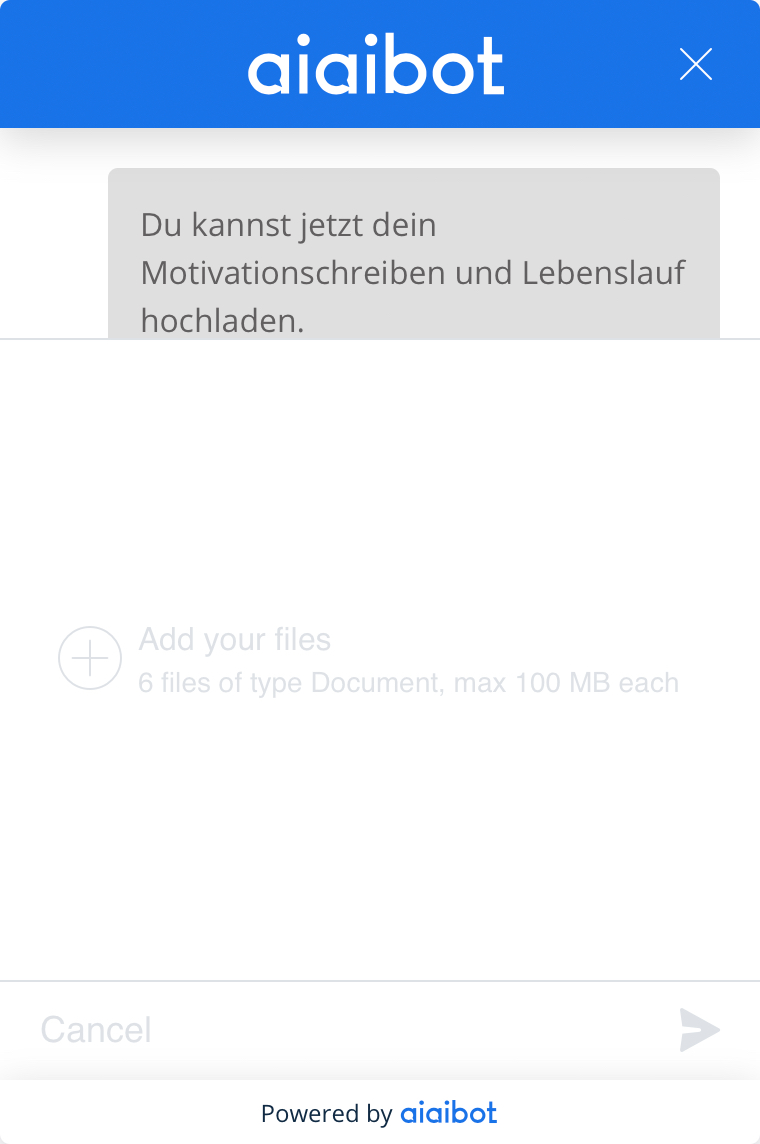 aiaibot
Du kannst jetzt dein
Motivationschreiben und Lebenslauf
hochladen.
Add your files
6 files of type Document, max 100 MB each
Cancel
Powered by aiaibot